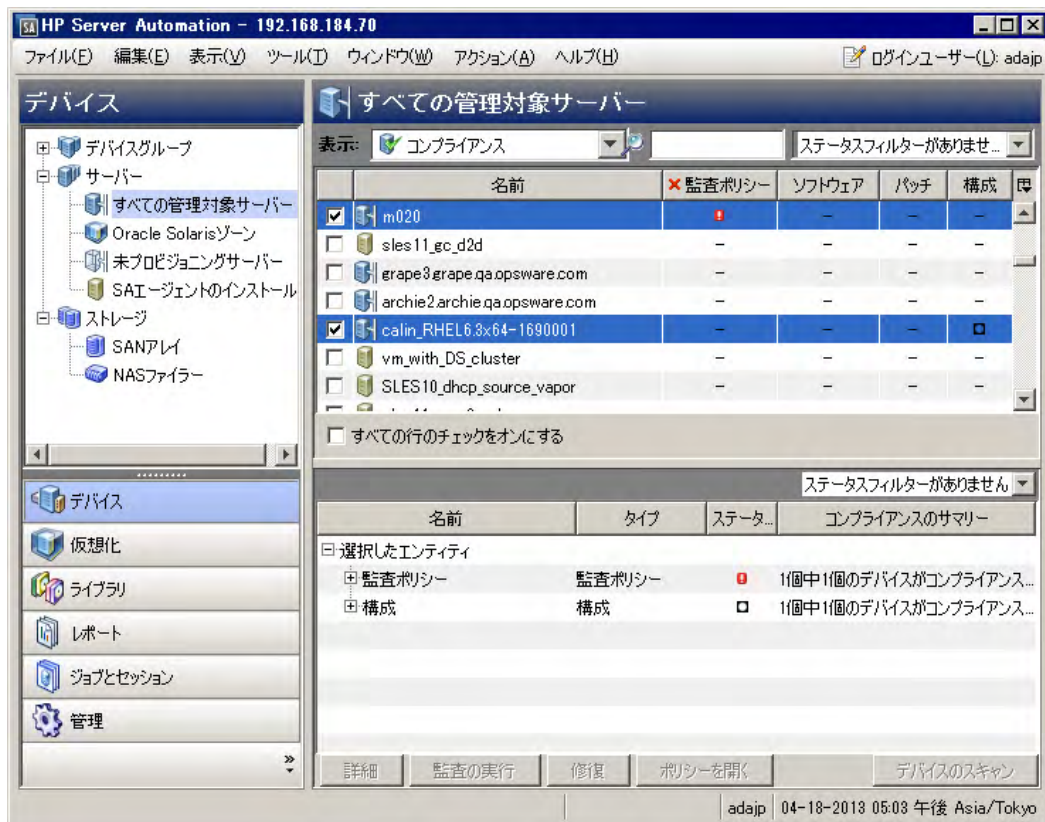 HP Server Automation - 192.168.184.70
ファイル(F) 編集(E) 表示(V) ツール(T) ウィンドウ(W) アクション(A) ヘルプ(H) ログインユーザー(L): adajp
デバイス
デバイスグループ
サーバー
すべての管理対象サーバー
Oracle Solarisゾーン
未プロビジョニングサーバー
SAエージェントのインストール
ストレージ
SANアレイ
NASファイラー
デバイス
仮想化
ライブラリ
レポート
ジョブとセッション
管理
すべての管理対象サーバー
表示: コンプライアンス ステータスフィルターがありませ...
名前 監査ポリシー ソフトウェア パッチ 構成
m020 – – –
sles11_gc_d2d – – – –
grape3.grape.qa.opsware.com – – – –
archie2.archie.qa.opsware.com – – – –
calin_RHEL6.3x64-1690001 – – –
vm_with_DS_cluster – – – –
SLES10_dhcp_source_vapor – – – –
すべての行のチェックをオンにする
ステータスフィルターがありません
名前 タイプ ステータ... コンプライアンスのサマリー
選択したエンティティ
監査ポリシー 監査ポリシー 1個中1個のデバイスがコンプライアンス...
構成 構成 1個中1個のデバイスがコンプライアンス...
詳細 監査の実行 修復 ポリシーを開く デバイスのスキャン
adajp 04-18-2013 05:03 午後 Asia/Tokyo